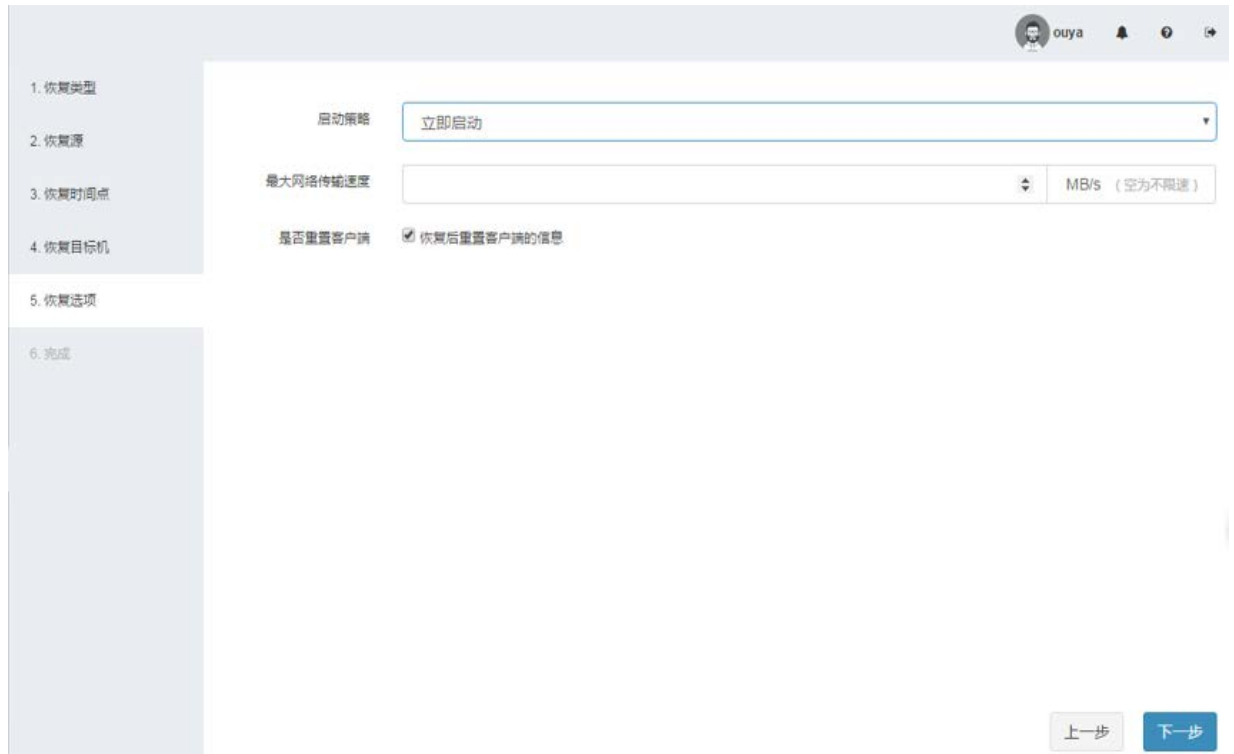 ouya
1. 恢复类型
2. 恢复源
3. 恢复时间点
4. 恢复目标机
5. 恢复选项
6. 完成
启动策略
立即启动
最大网络传输速度
MB/s （空为不限速）
是否重置客户端
恢复后重置客户端的信息
上一步
下一步